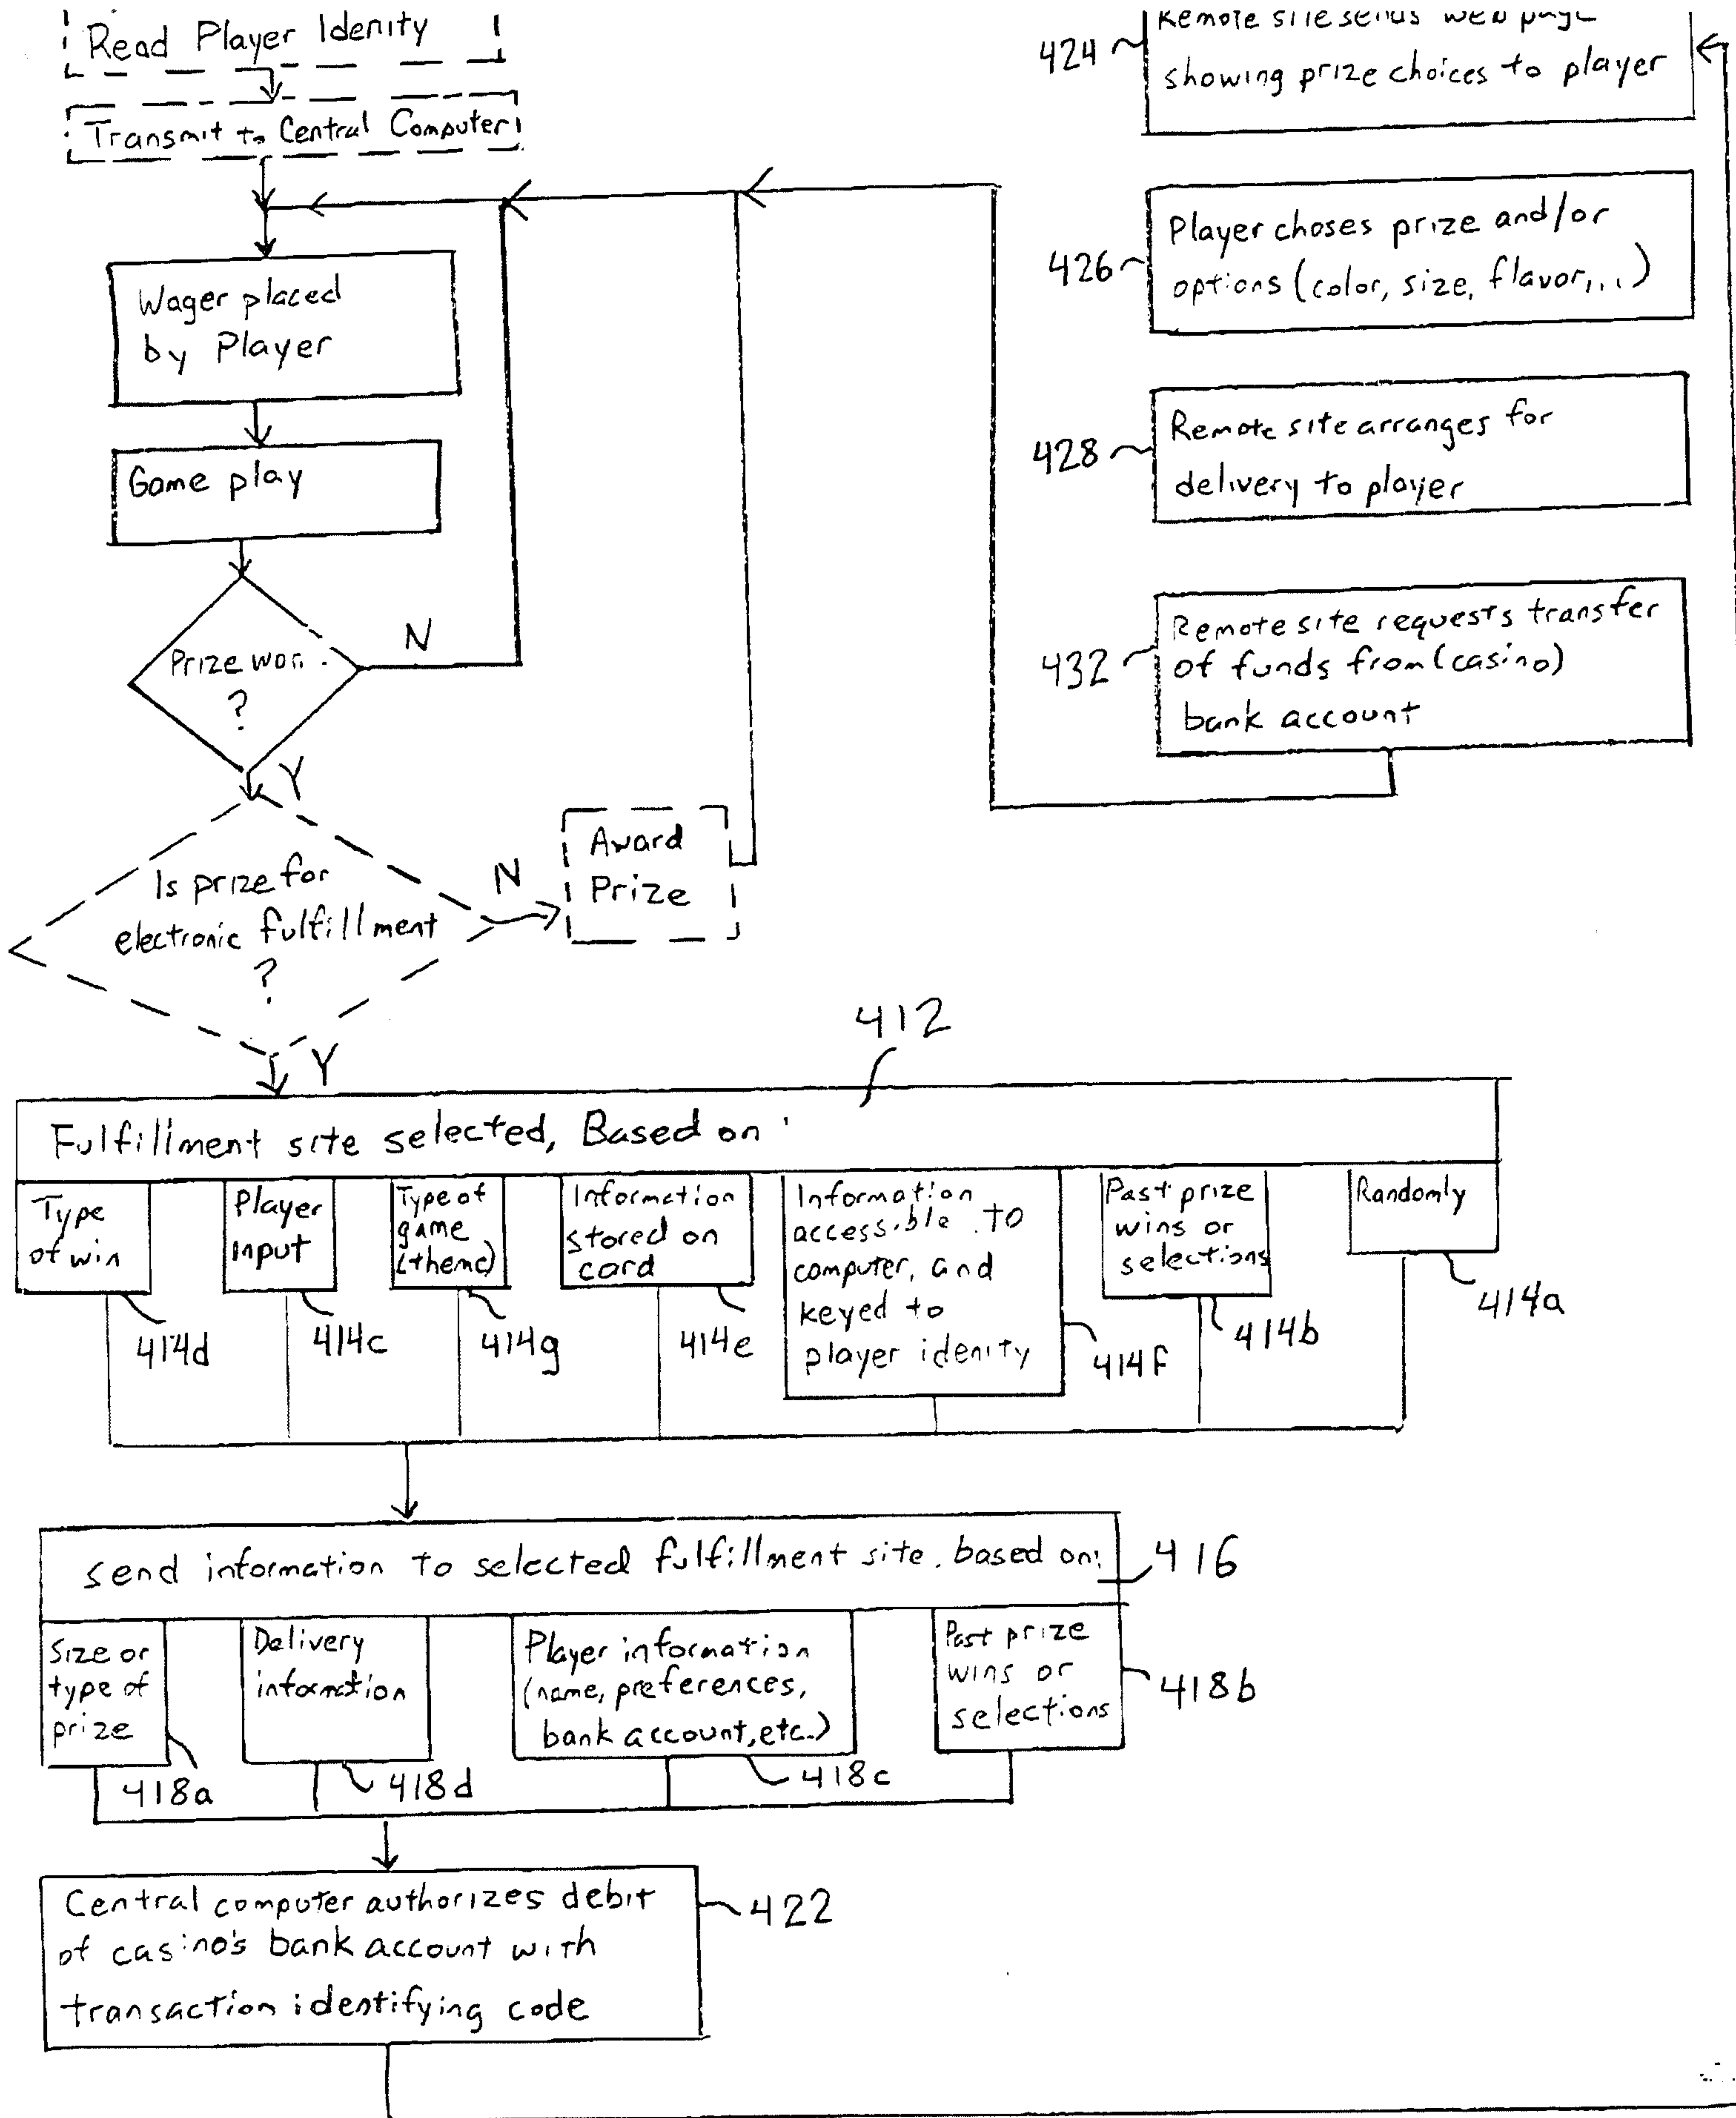 Read Player Idenity
Transmit to Central Computer
Wager placed
by Player
Game play
Prize won
?
N
Y
Is prize for
electronic fulfillment
?
N
Award
Prize
Y
412
Fulfillment site selected, Based on
Type
of win
414d
Player
input
414c
Type of
game
(theme)
414g
Information
stored on
card
414e
Information
accessible to
computer, and
keyed to
player idenity
414f
Past prize
wins or
selections
414b
Randomly
414a
send information to selected fulfillment site, based on:
416
Size or
type of
prize
418a
Delivery
information
418d
Player information
(name, preferences,
bank account, etc.)
418c
Past prize
wins or
selections
418b
Central computer authorizes debit
of casino's bank account with
transaction identifying code
422
424
Remote site sends web page
showing prize choices to player
426
Player choses prize and/or
options (color, size, flavor,...)
428
Remote site arranges for
delivery to player
432
Remote site requests transfer
of funds from (casino)
bank account